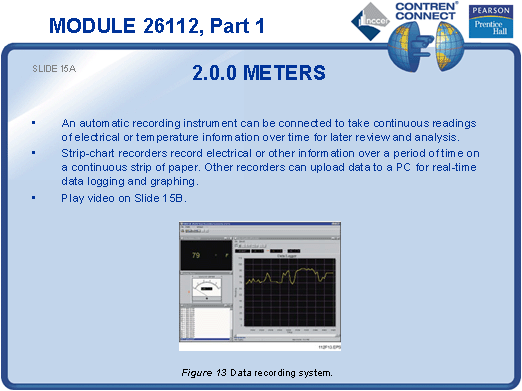 MODULE 26112, Part 1
nccer
CONTREN®
CONNECT
PEARSON
Prentice
Hall
SLIDE 15A
2.0.0 METERS
• An automatic recording instrument can be connected to take continuous readings
of electrical or temperature information over time for later review and analysis.
• Strip-chart recorders record electrical or other information over a period of time on
a continuous strip of paper. Other recorders can upload data to a PC for real-time
data logging and graphing.
• Play video on Slide 15B.
79
Data Logger
112F13.EPS
Figure 13 Data recording system.